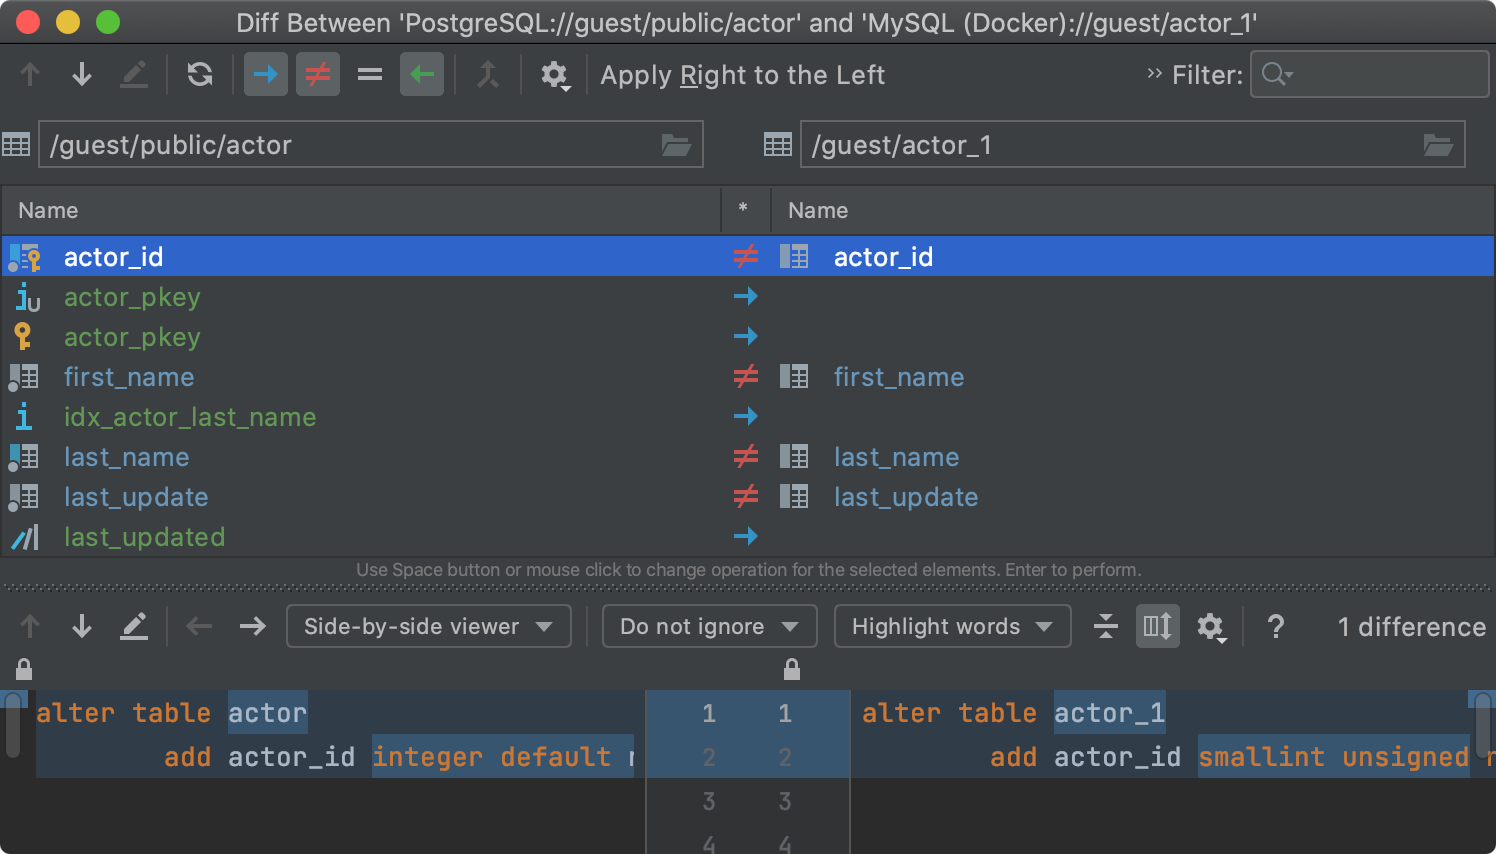 Diff Between 'PostgreSQL://guest/public/actor' and 'MySQL (Docker)://guest/actor_1'
Apply Right to the Left
>> Filter:
/guest/public/actor
/guest/actor_1
Name * Name
actor_id ≠ actor_id
actor_pkey
actor_pkey
first_name ≠ first_name
idx_actor_last_name
last_name ≠ last_name
last_update ≠ last_update
last_updated
Use Space button or mouse click to change operation for the selected elements. Enter to perform.
Side-by-side viewer Do not ignore Highlight words ? 1 difference
alter table actor 1 1 alter table actor_1
add actor_id integer default 2 2 add actor_id smallint unsigned
3 3
4 4